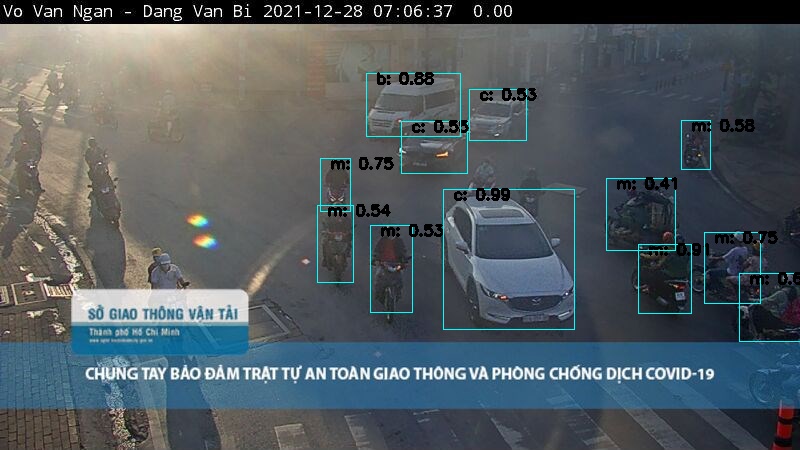 Vo Van Ngan - Dang Van Bi 2021-12-28 07:06:37 0.00
b: 0.88
c: 0.53
c: 0.55
m: 0.58
m: 0.75
c: 0.99
m: 0.41
m: 0.54
m: 0.53
m: 0.75
m: 0.91
SỞ GIAO THÔNG VẬN TẢI
Thành phố Hồ Chí Minh
CHUNG TAY BẢO ĐẢM TRẬT TỰ AN TOÀN GIAO THÔNG VÀ PHÒNG CHỐNG DỊCH COVID-19